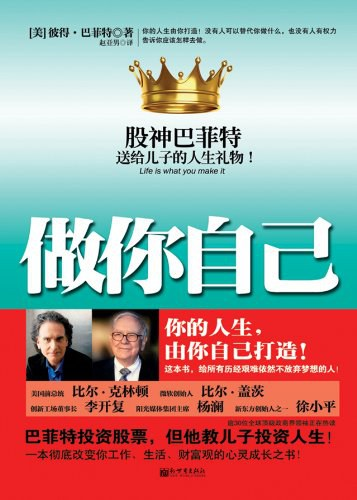 [美] 彼得·巴菲特 著
赵亚男 译
你的人生由你打造！没有人可以替代你做什么，也没有人有权力
告诉你应该怎样去做。
股神巴菲特
送给儿子的人生礼物！
Life is what you make it
做你自己
你的人生，
由你自己打造！
这本书，给所有历经艰难依然不放弃梦想的人！
美国前总统 比尔·克林顿 微软创始人 比尔·盖茨
创新工场董事长 李开复 阳光媒体集团主席 杨澜 新东方创始人之一 徐小平
巴菲特投资股票，但他教儿子投资人生！
一本彻底改变你工作、生活、财富观的心灵成长之书！
新世界出版社